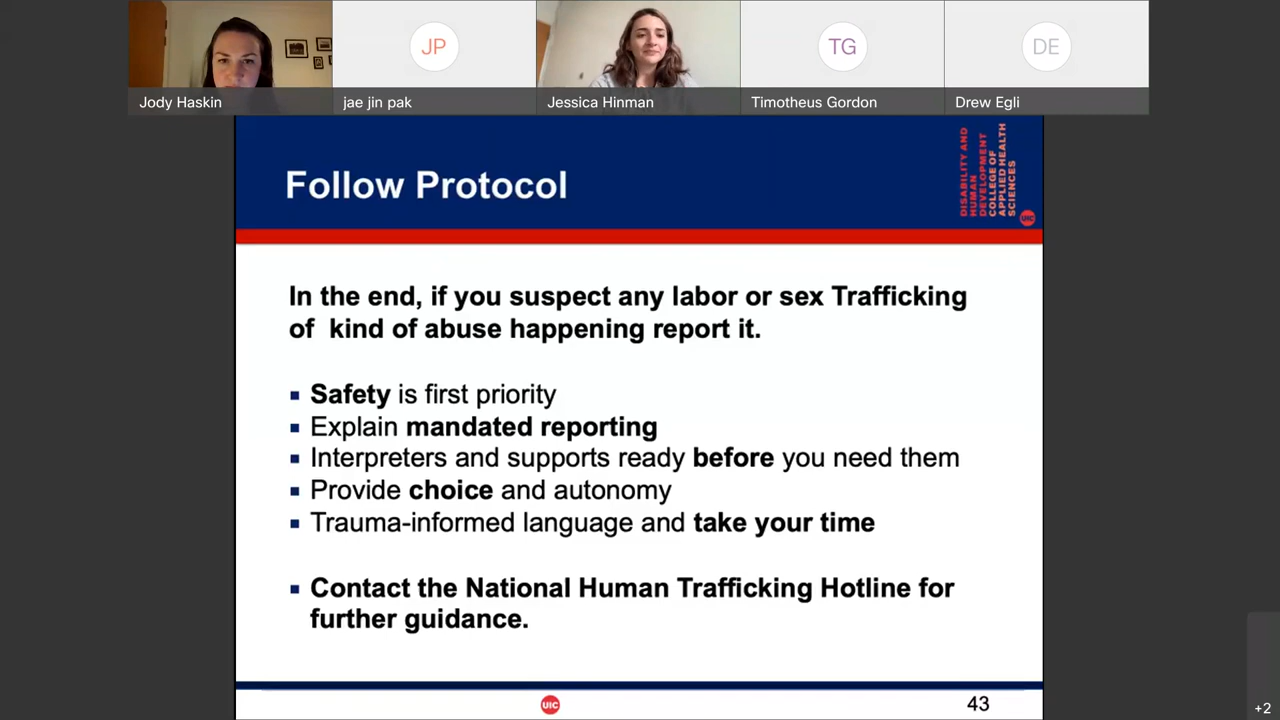 JP
TG
DE
Jody Haskin
jae jin pak
Jessica Hinman
Timotheus Gordon
Drew Egli
Follow Protocol
DISABILITY AND
HUMAN
DEVELOPMENT
COLLEGE OF
APPLIED HEALTH
SCIENCES
UIC
In the end, if you suspect any labor or sex Trafficking
of  kind of abuse happening report it.
▪ Safety is first priority
▪ Explain mandated reporting
▪ Interpreters and supports ready before you need them
▪ Provide choice and autonomy
▪ Trauma-informed language and take your time
▪ Contact the National Human Trafficking Hotline for
further guidance.
UIC
43
+2